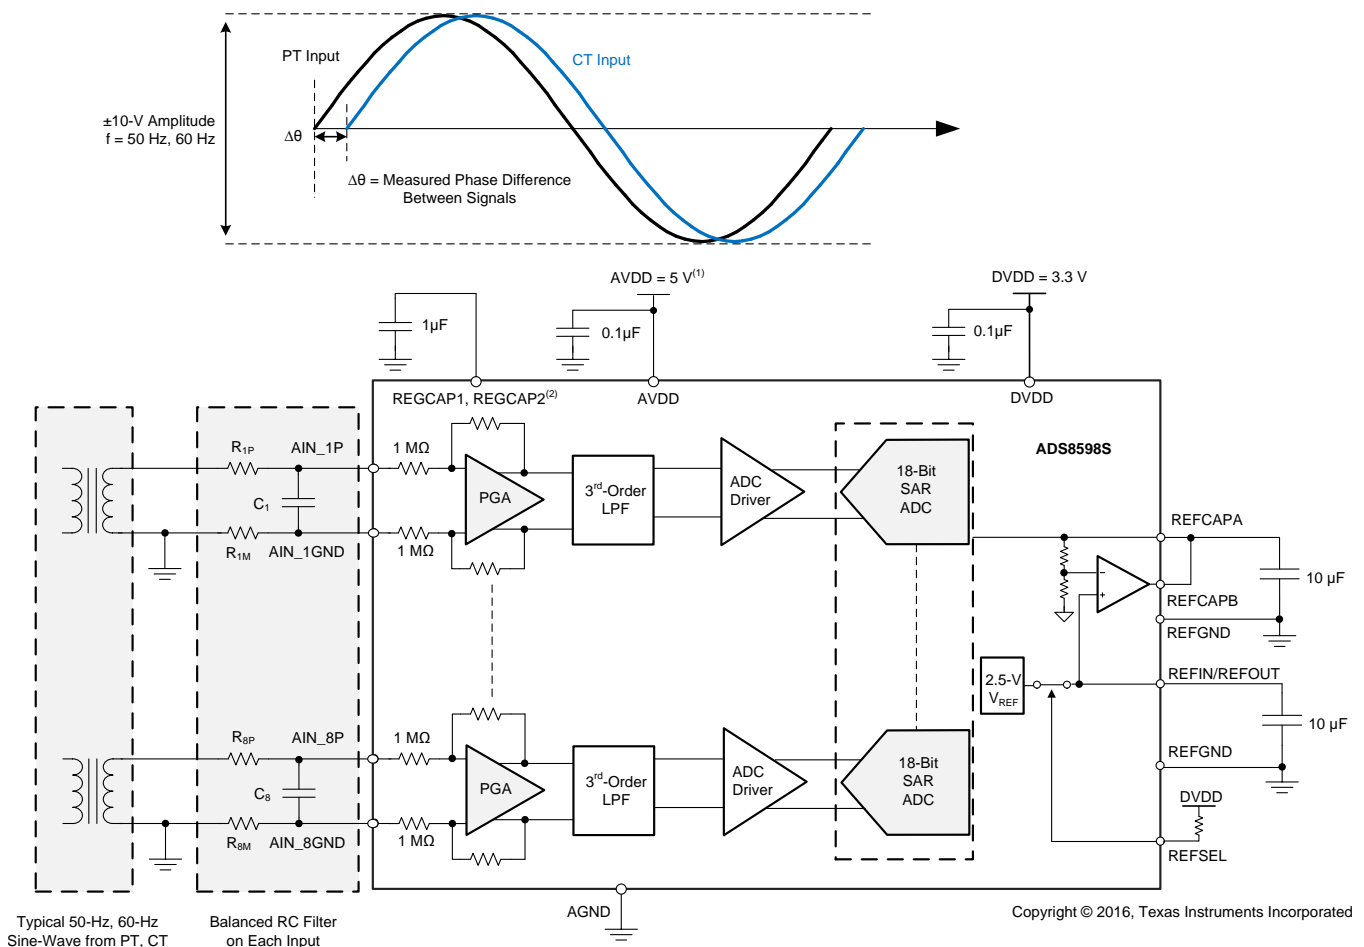 PT Input
CT Input
±10-V Amplitude
f = 50 Hz, 60 Hz
Δθ
Δθ = Measured Phase Difference
Between Signals
AVDD = 5 V(1)
DVDD = 3.3 V
1µF
0.1µF
0.1µF
REGCAP1, REGCAP2(2)
AVDD
DVDD
ADS8598S
R1P
AIN_1P
1 MΩ
C1
PGA
3rd-Order
LPF
ADC
Driver
18-Bit
SAR
ADC
R1M
AIN_1GND
1 MΩ
REFCAPA
10 µF
REFCAPB
REFGND
2.5-V
VREF
REFIN/REFOUT
10 µF
REFGND
R8P
AIN_8P
1 MΩ
C8
PGA
3rd-Order
LPF
ADC
Driver
18-Bit
SAR
ADC
R8M
AIN_8GND
1 MΩ
DVDD
REFSEL
AGND
Typical 50-Hz, 60-Hz
Sine-Wave from PT, CT
Balanced RC Filter
on Each Input
Copyright © 2016, Texas Instruments Incorporated